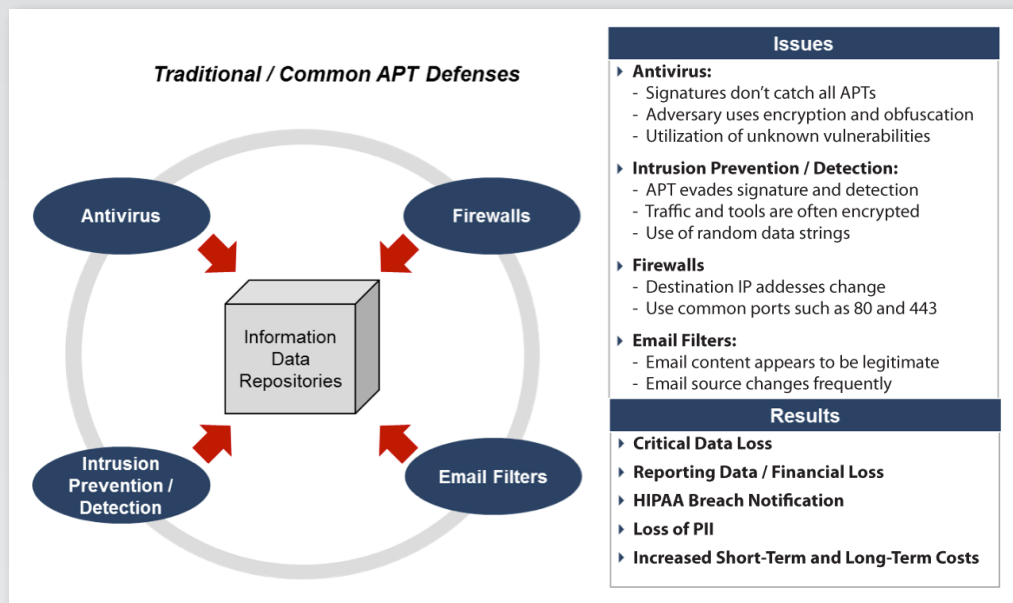 Traditional / Common APT Defenses
Antivirus
Firewalls
Information
Data
Repositories
Intrusion
Prevention /
Detection
Email Filters
Issues
Antivirus:
- Signatures don’t catch all APTs
- Adversary uses encryption and obfuscation
- Utilization of unknown vulnerabilities
Intrusion Prevention / Detection:
- APT evades signature and detection
- Traffic and tools are often encrypted
- Use of random data strings
Firewalls
- Destination IP addesses change
- Use common ports such as 80 and 443
Email Filters:
- Email content appears to be legitimate
- Email source changes frequently
Results
Critical Data Loss
Reporting Data / Financial Loss
HIPAA Breach Notification
Loss of PII
Increased Short-Term and Long-Term Costs